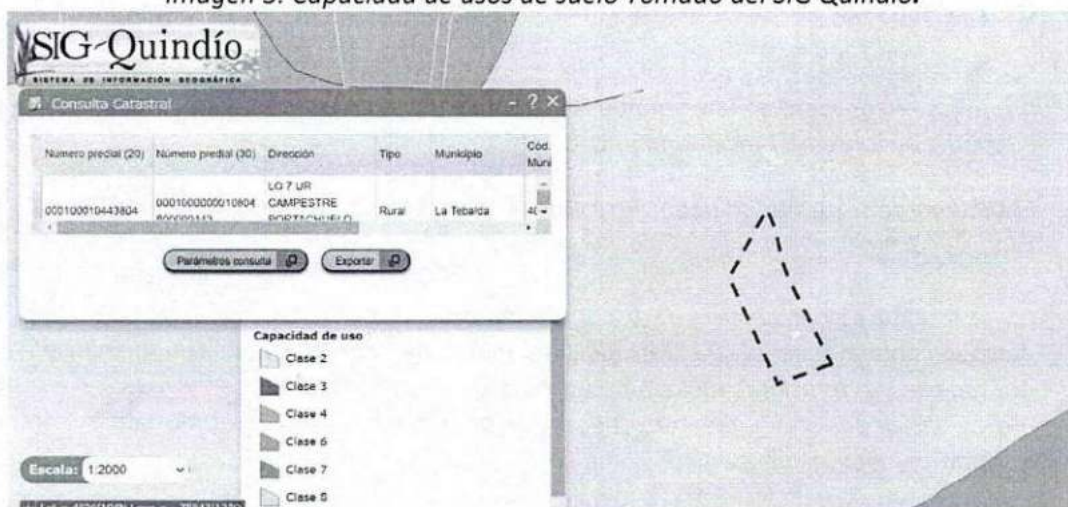 Imagen 3. Capacidad de usos de suelo Tomado del SIG Quindío.
SIG-Quindío
SISTEMA DE INFORMACIÓN GEOGRÁFICA
Consulta Catastral
- ? ×
Número predial (20) Número predial (30) Dirección Tipo Municipio Cód. Muni
LO 7 UR
000100010443804 0001000000010804 CAMPESTRE Rural La Tebaida
Parámetros consulta Exportar
Capacidad de uso
Clase 2
Clase 3
Clase 4
Clase 6
Clase 7
Escala: 1:2000
Clase 8